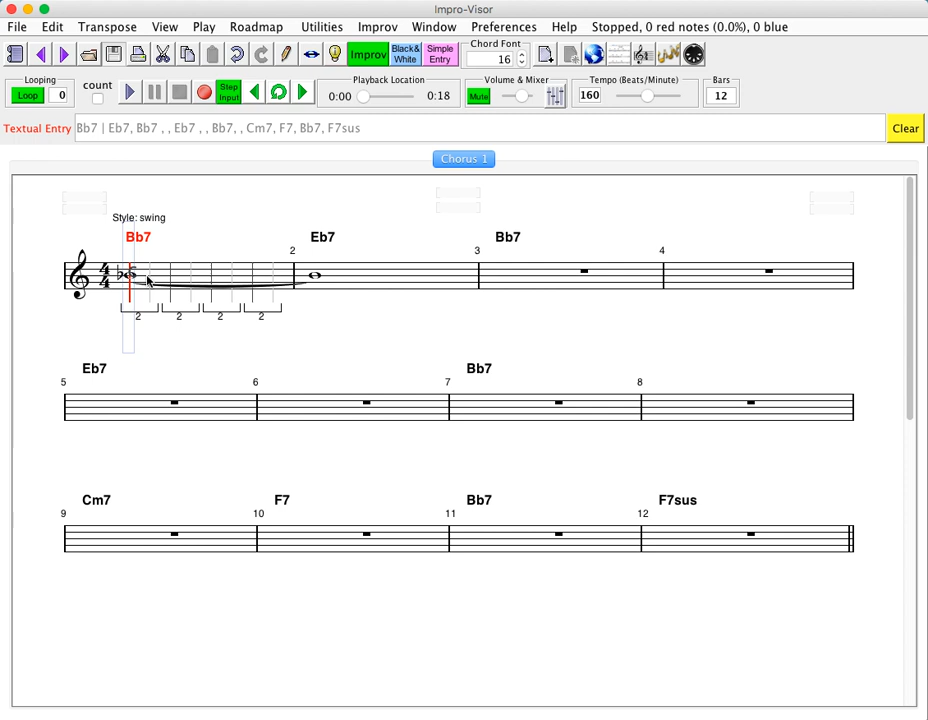 Impro-Visor
File Edit Transpose View Play Roadmap Utilities Improv Window Preferences Help Stopped, 0 red notes (0.0%), 0 blue
Improv Black& White Simple Entry Chord Font 16
Looping Loop 0 count Step Input Playback Location 0:00 0:18 Volume & Mixer Mute Tempo (Beats/Minute) 160 Bars 12
Textual Entry Bb7 | Eb7, Bb7 , , Eb7 , , Bb7, , Cm7, F7, Bb7, F7sus Clear
Chorus 1
Style: swing
Bb7 Eb7 Bb7
2 3 4
4
4
2 2 2 2
Eb7 Bb7
5 6 7 8
Cm7 F7 Bb7 F7sus
9 10 11 12